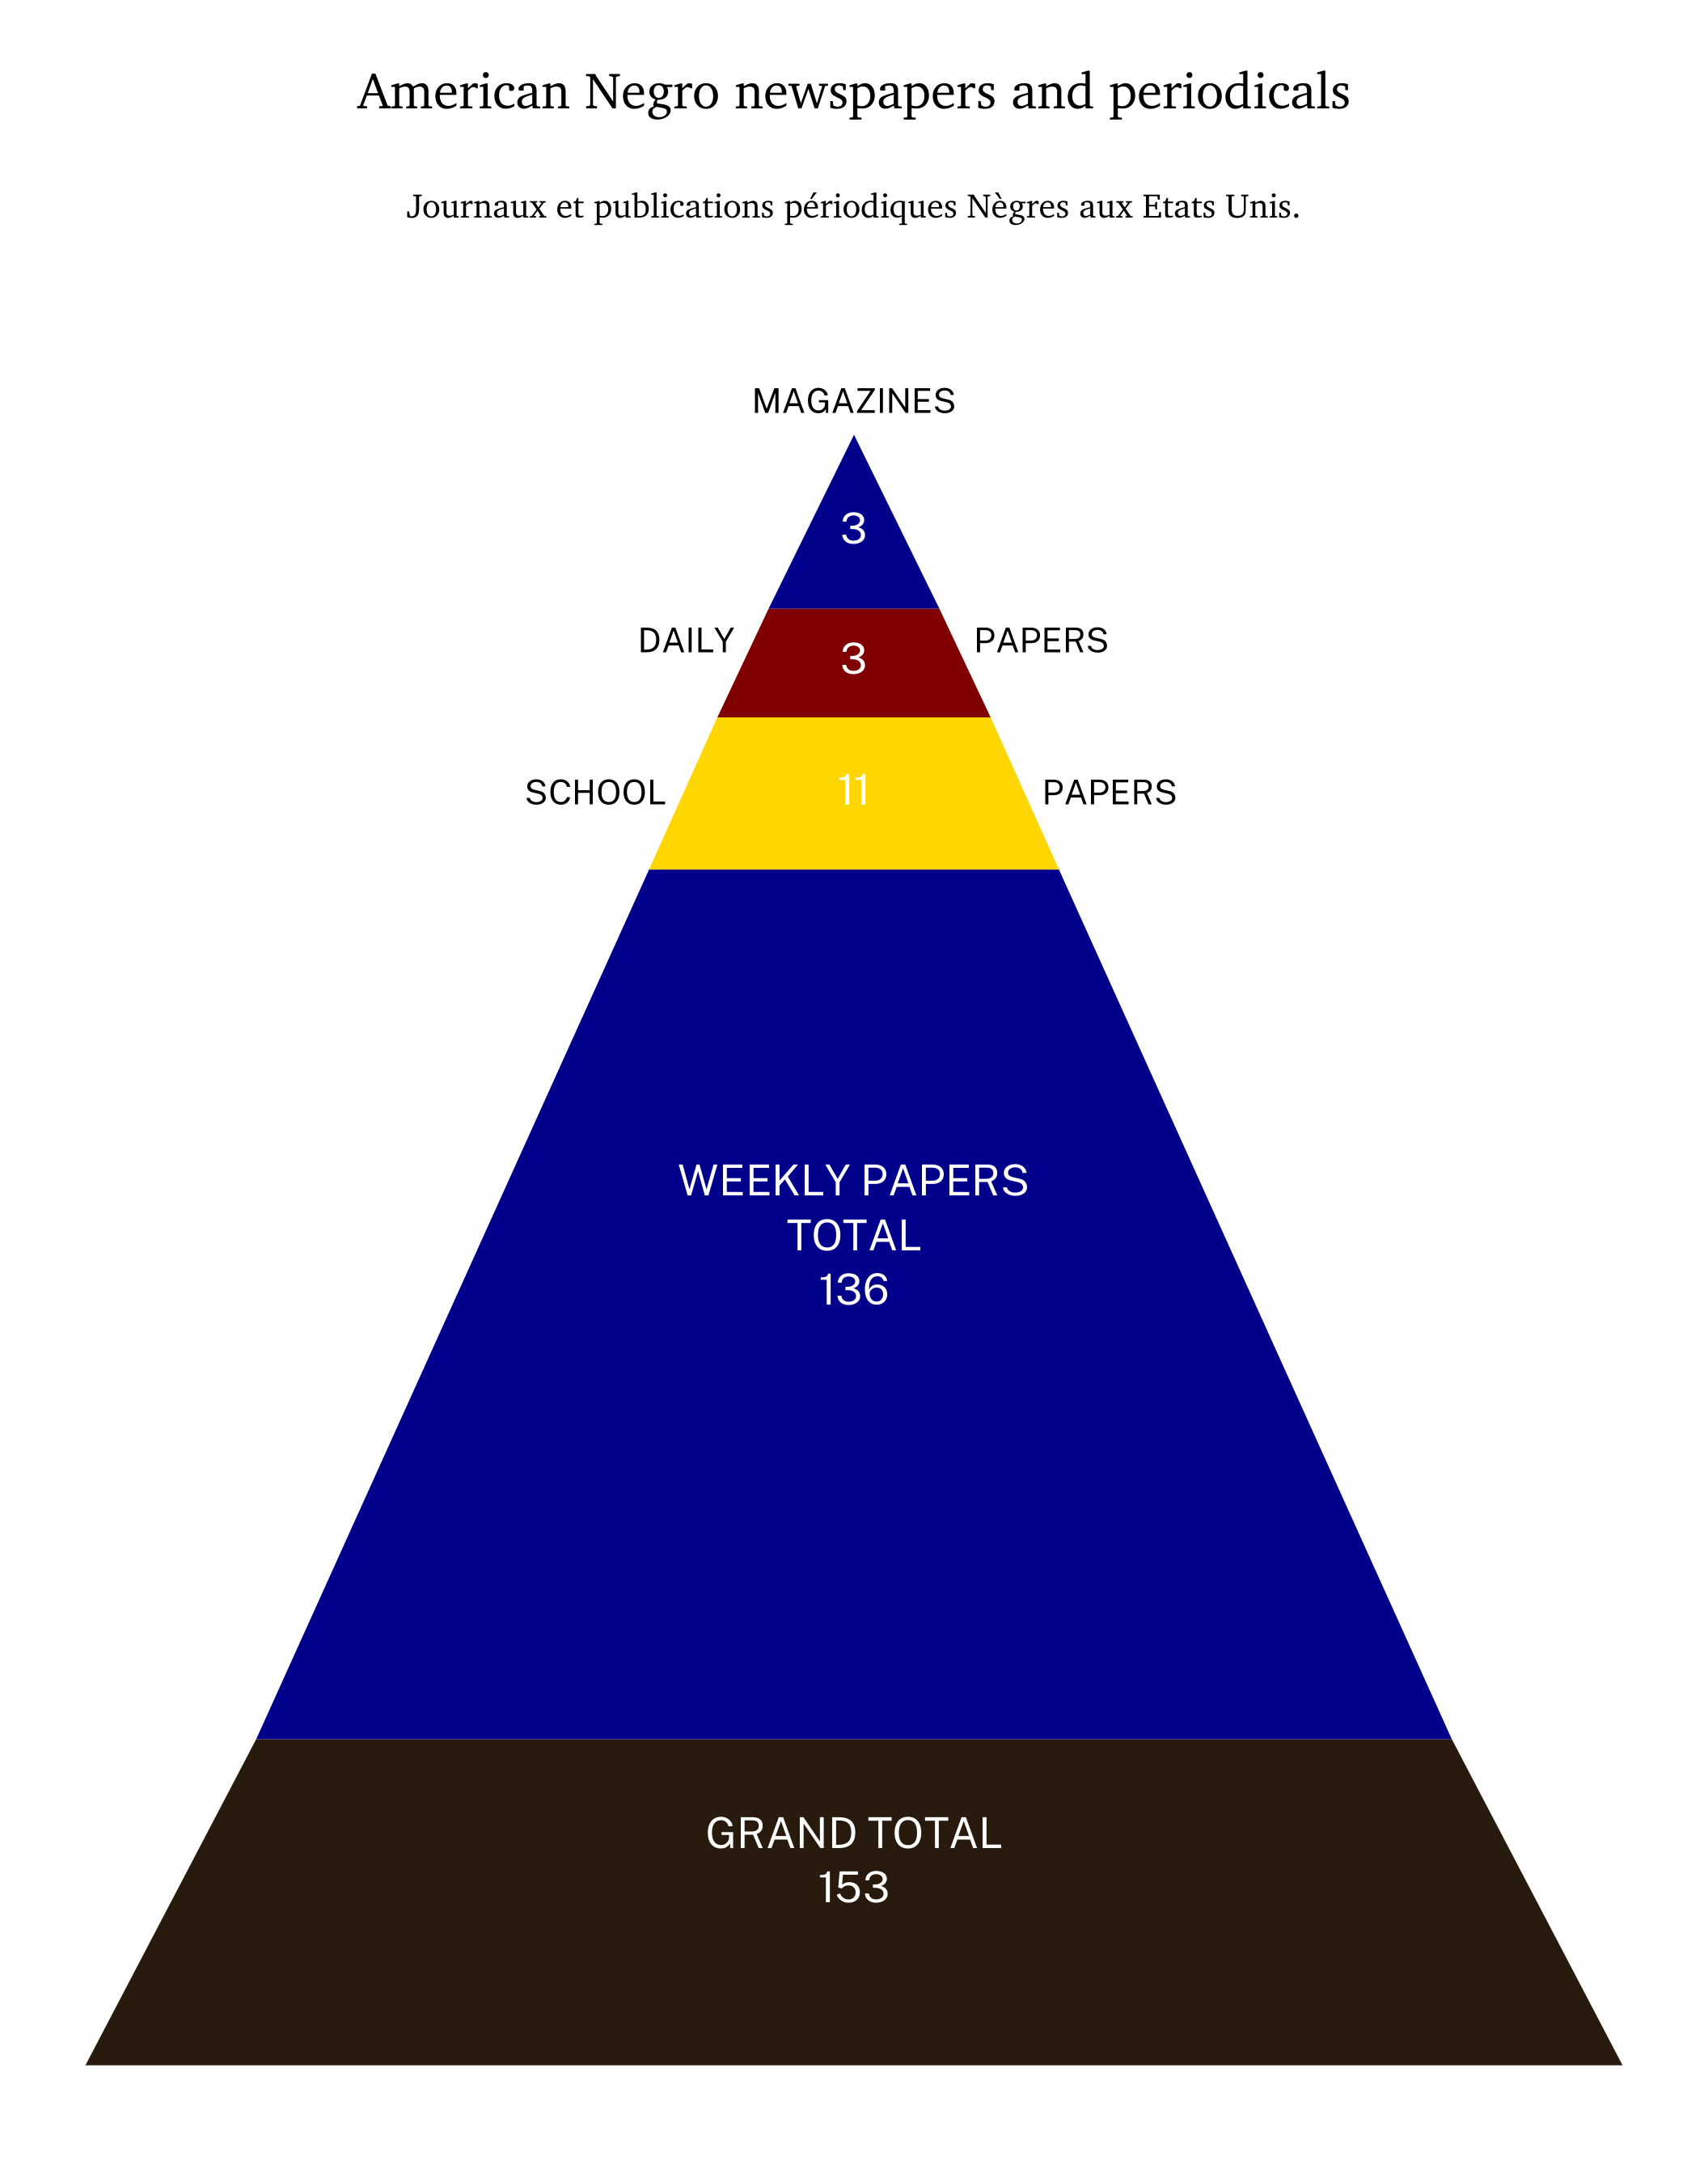 American Negro newspapers and periodicals
Journaux et publications périodiques Nègres aux Etats Unis.
MAGAZINES
3
DAILY 3 PAPERS
SCHOOL 11 PAPERS
WEEKLY PAPERS
TOTAL
136
GRAND TOTAL
153